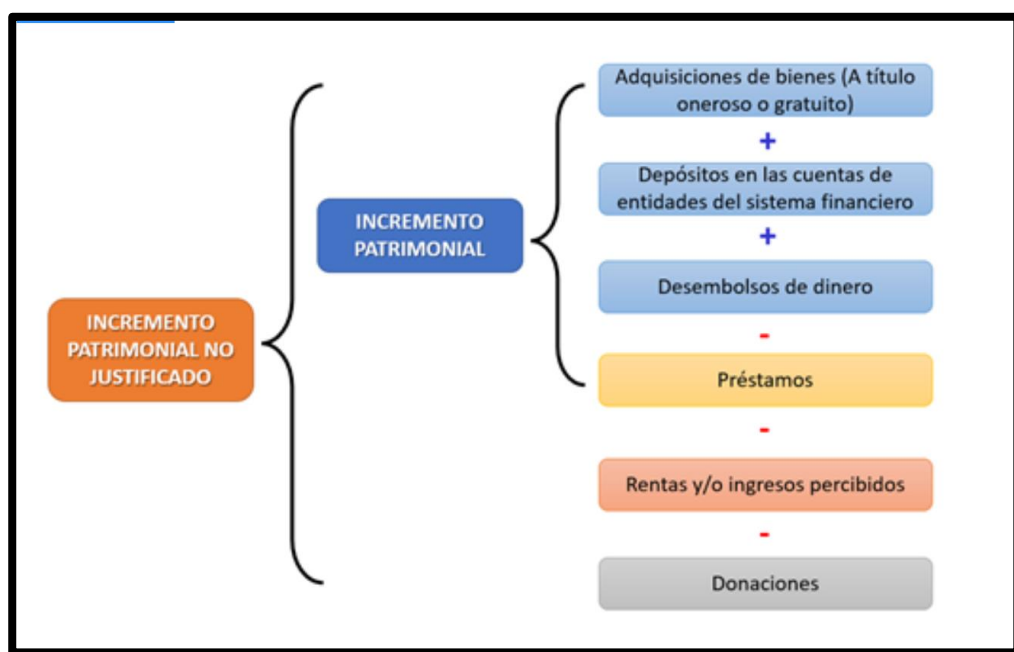 INCREMENTO
PATRIMONIAL NO
JUSTIFICADO
INCREMENTO
PATRIMONIAL
Adquisiciones de bienes (A título
oneroso o gratuito)
+
Depósitos en las cuentas de
entidades del sistema financiero
+
Desembolsos de dinero
-
Préstamos
-
Rentas y/o ingresos percibidos
-
Donaciones